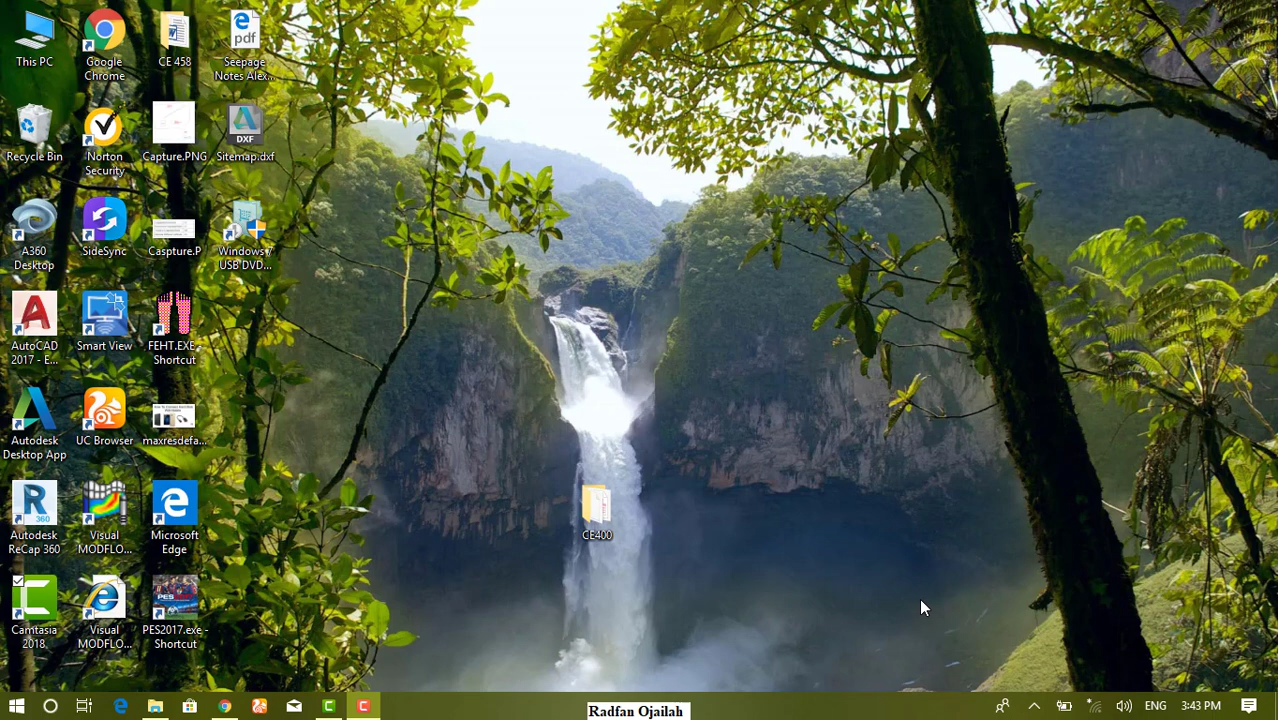 This PC
Google
Chrome
CE 458
Seepage
Notes Alex...
Recycle Bin
Norton
Security
Capture.PNG
Sitemap.dxf
A360
Desktop
SideSync
Caspture.P
Windows 7
USB DVD...
AutoCAD
2017 - E...
Smart View
FEHT.EXE -
Shortcut
Autodesk
Desktop App
UC Browser
maxresdefa...
Autodesk
ReCap 360
Visual
MODFLO...
Microsoft
Edge
Camtasia
2018
Visual
MODFLO...
PES2017.exe -
Shortcut
CE400
pdf
DXF
360
Radfan Ojailah
ENG
3:43 PM